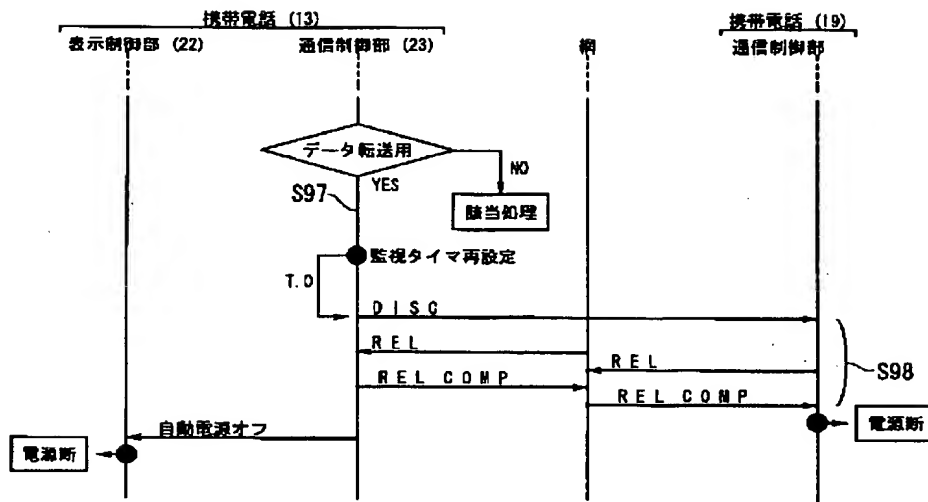 携帯電話 (13)
携帯電話 (19)
表示制御部 (22)
通信制御部 (23)
網
通信制御部
データ転送用
NO
YES
S97
該当処理
監視タイマ再設定
T.O
DISC
REL
REL
S98
REL COMP
REL COMP
自動電源オフ
電源断
電源断